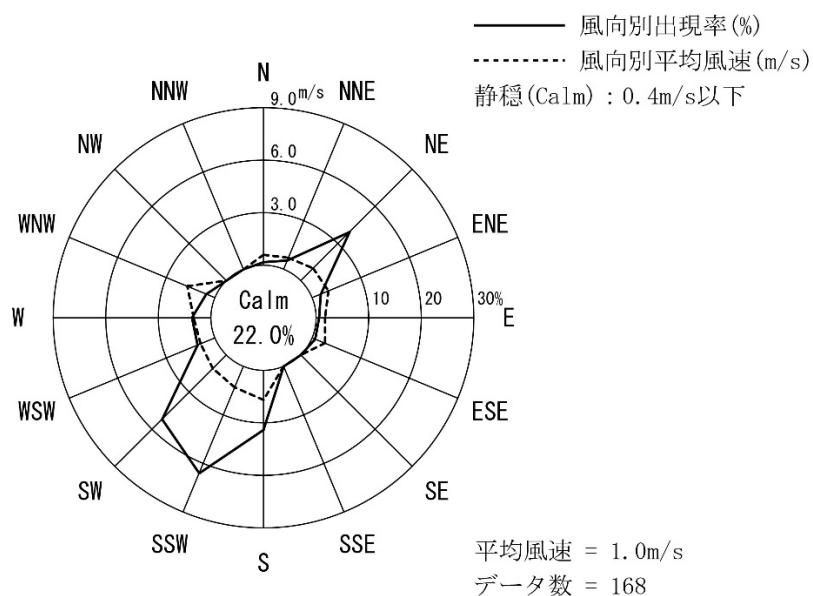 風向別出現率(%)
風向別平均風速(m/s)
静穏(Calm) : 0.4m/s以下
N
NNE
NE
ENE
E
ESE
SE
SSE
S
SSW
SW
WSW
W
WNW
NW
NNW
9.0m/s
6.0
3.0
10
20
30%
Calm
22.0%
平均風速 = 1.0m/s
データ数 = 168